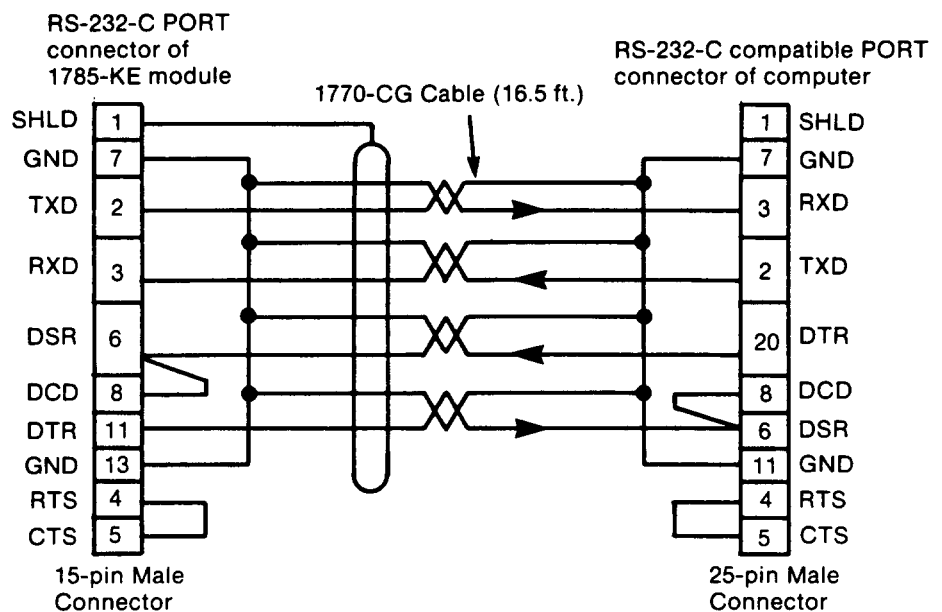 RS-232-C PORT
connector of
1785-KE module
RS-232-C compatible PORT
connector of computer
1770-CG Cable (16.5 ft.)
SHLD 1
GND 7
TXD 2
RXD 3
DSR 6
DCD 8
DTR 11
GND 13
RTS 4
CTS 5
15-pin Male
Connector
1 SHLD
7 GND
3 RXD
2 TXD
20 DTR
8 DCD
6 DSR
11 GND
4 RTS
5 CTS
25-pin Male
Connector